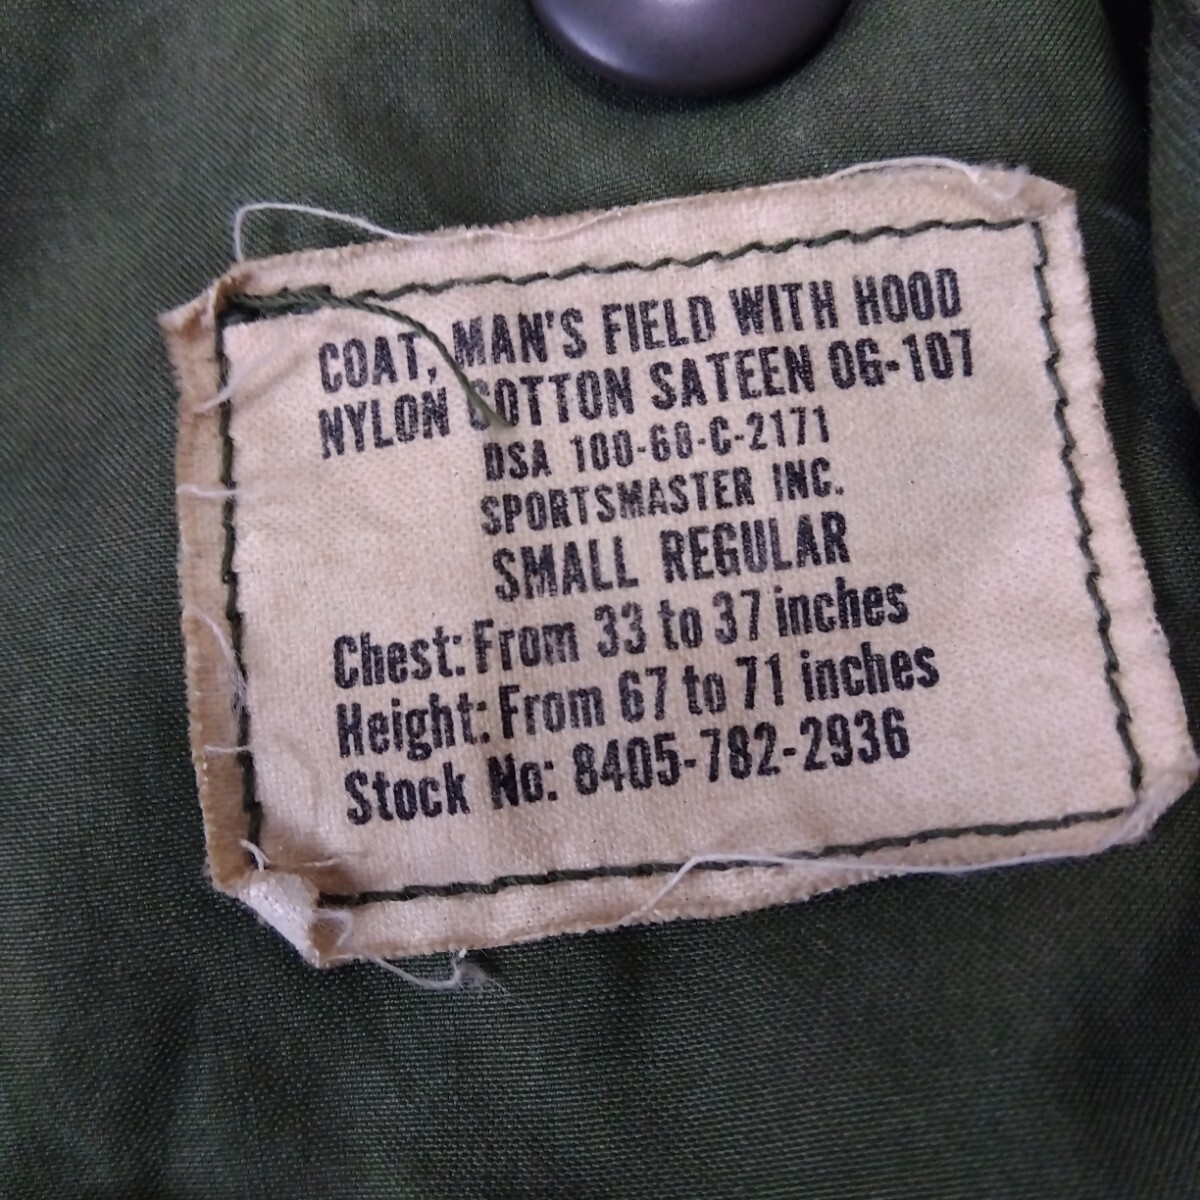 COAT, MAN'S FIELD WITH HOOD
NYLON COTTON SATEEN OG-107
DSA 100-68-C-2171
SPORTSMASTER INC.
SMALL REGULAR
Chest: From 33 to 37 inches
Height: From 67 to 71 inches
Stock No: 8405-782-2936